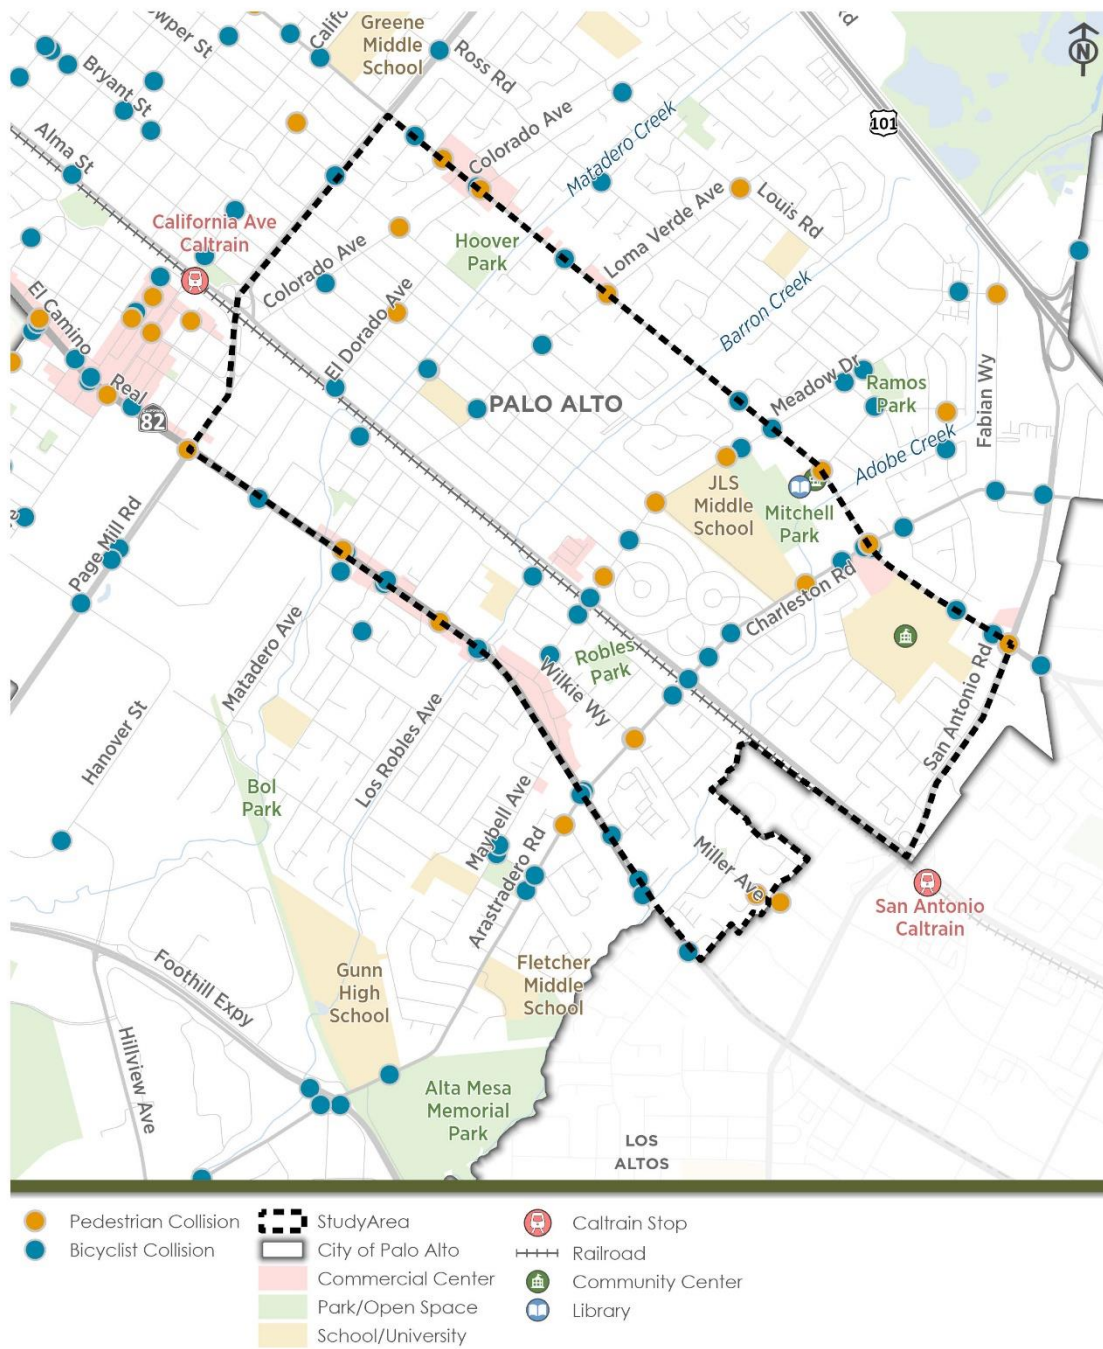 Greene
Middle
School
Ross Rd
Rd
Bryant St
Alma St
Colorado Ave
Matadero Creek
101
California Ave
Caltrain
Loma Verde Ave
Louis Rd
Hoover
Park
Colorado Ave
El Dorado Ave
Barron Creek
El Camino
Real
82
PALO ALTO
Meadow Dr
Ramos
Park
Fabian Wy
Adobe Creek
JLS
Middle
School
Mitchell
Park
Page Mill Rd
Charleston Rd
Matadero Ave
Robles
Park
Wilkie Wy
San Antonio Rd
Hanover St
Los Robles Ave
Bol
Park
Maybell Ave
Arastradero Rd
Miller Ave
San Antonio
Caltrain
Foothill Expy
Gunn
High
School
Fletcher
Middle
School
Hillview Ave
Alta Mesa
Memorial
Park
LOS
ALTOS
N
Pedestrian Collision
Bicyclist Collision
StudyArea
City of Palo Alto
Commercial Center
Park/Open Space
School/University
Caltrain Stop
Railroad
Community Center
Library